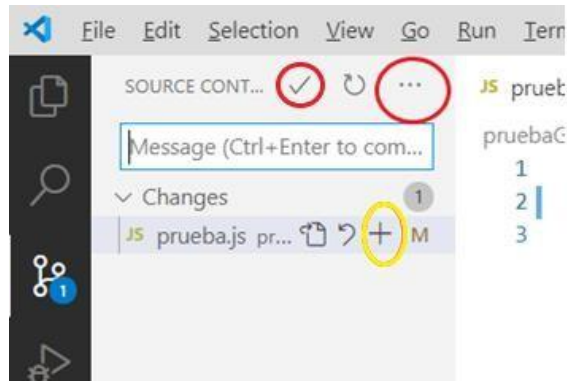 File Edit Selection View Go Run Tern
SOURCE CONT... JS prueb
Message (Ctrl+Enter to com... pruebaG
1
Changes 1 2
JS prueba.js pr... M 3
1